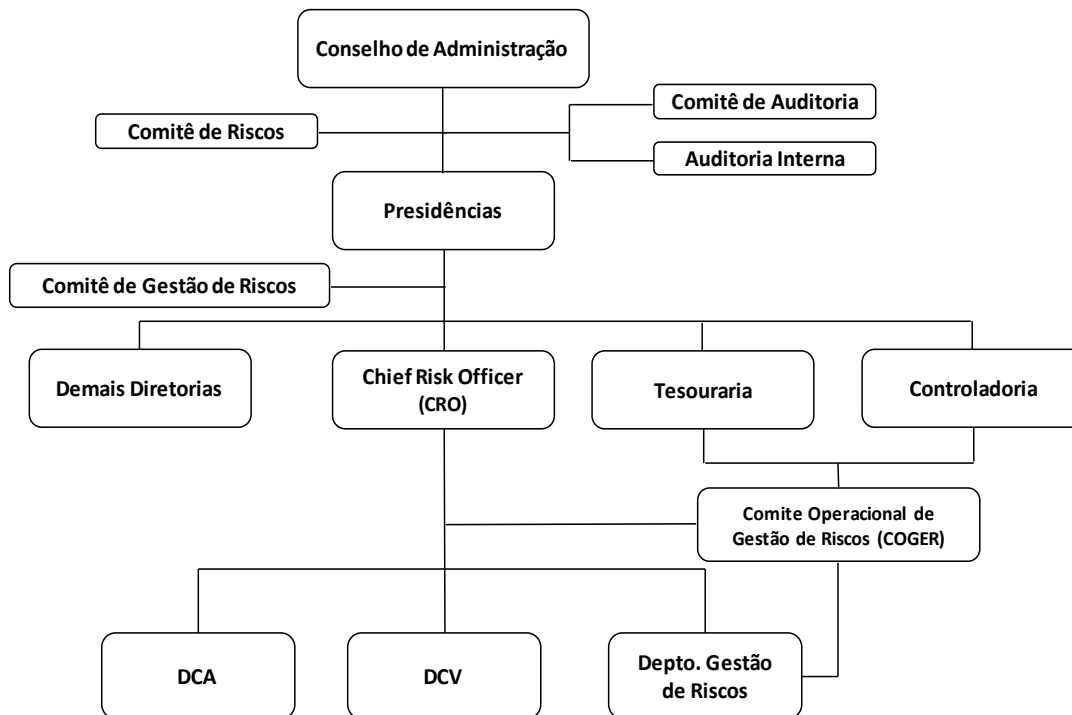 Conselho de Administração
Comitê de Auditoria
Comitê de Riscos
Auditoria Interna
Presidências
Comitê de Gestão de Riscos
Demais Diretorias
Chief Risk Officer
(CRO)
Tesouraria
Controladoria
Comite Operacional de
Gestão de Riscos (COGER)
DCA
DCV
Depto. Gestão
de Riscos